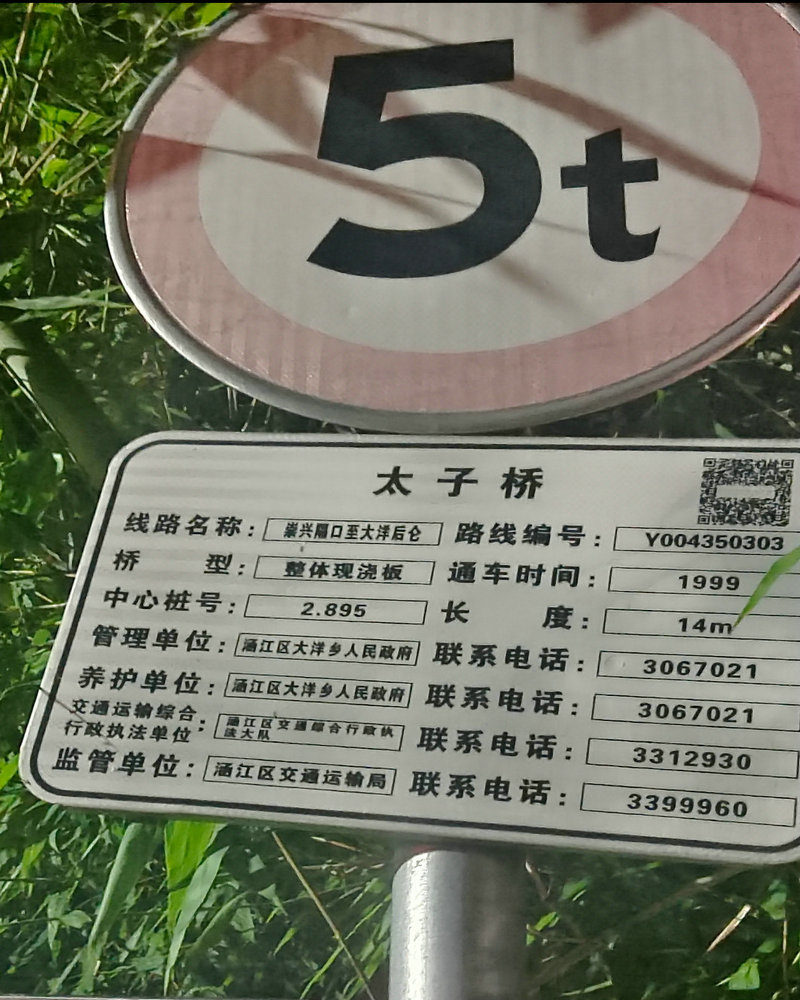 5t
太子桥
线路名称：崇兴隔口至大洋后仑 路线编号：Y004350303
桥 型：整体现浇板 通车时间：1999
中心桩号：2.895 长 度：14m
管理单位：涵江区大洋乡人民政府 联系电话：3067021
养护单位：涵江区大洋乡人民政府 联系电话：3067021
交通运输综合
行政执法单位：涵江区交通综合行政执
法大队 联系电话：3312930
监管单位：涵江区交通运输局 联系电话：3399960